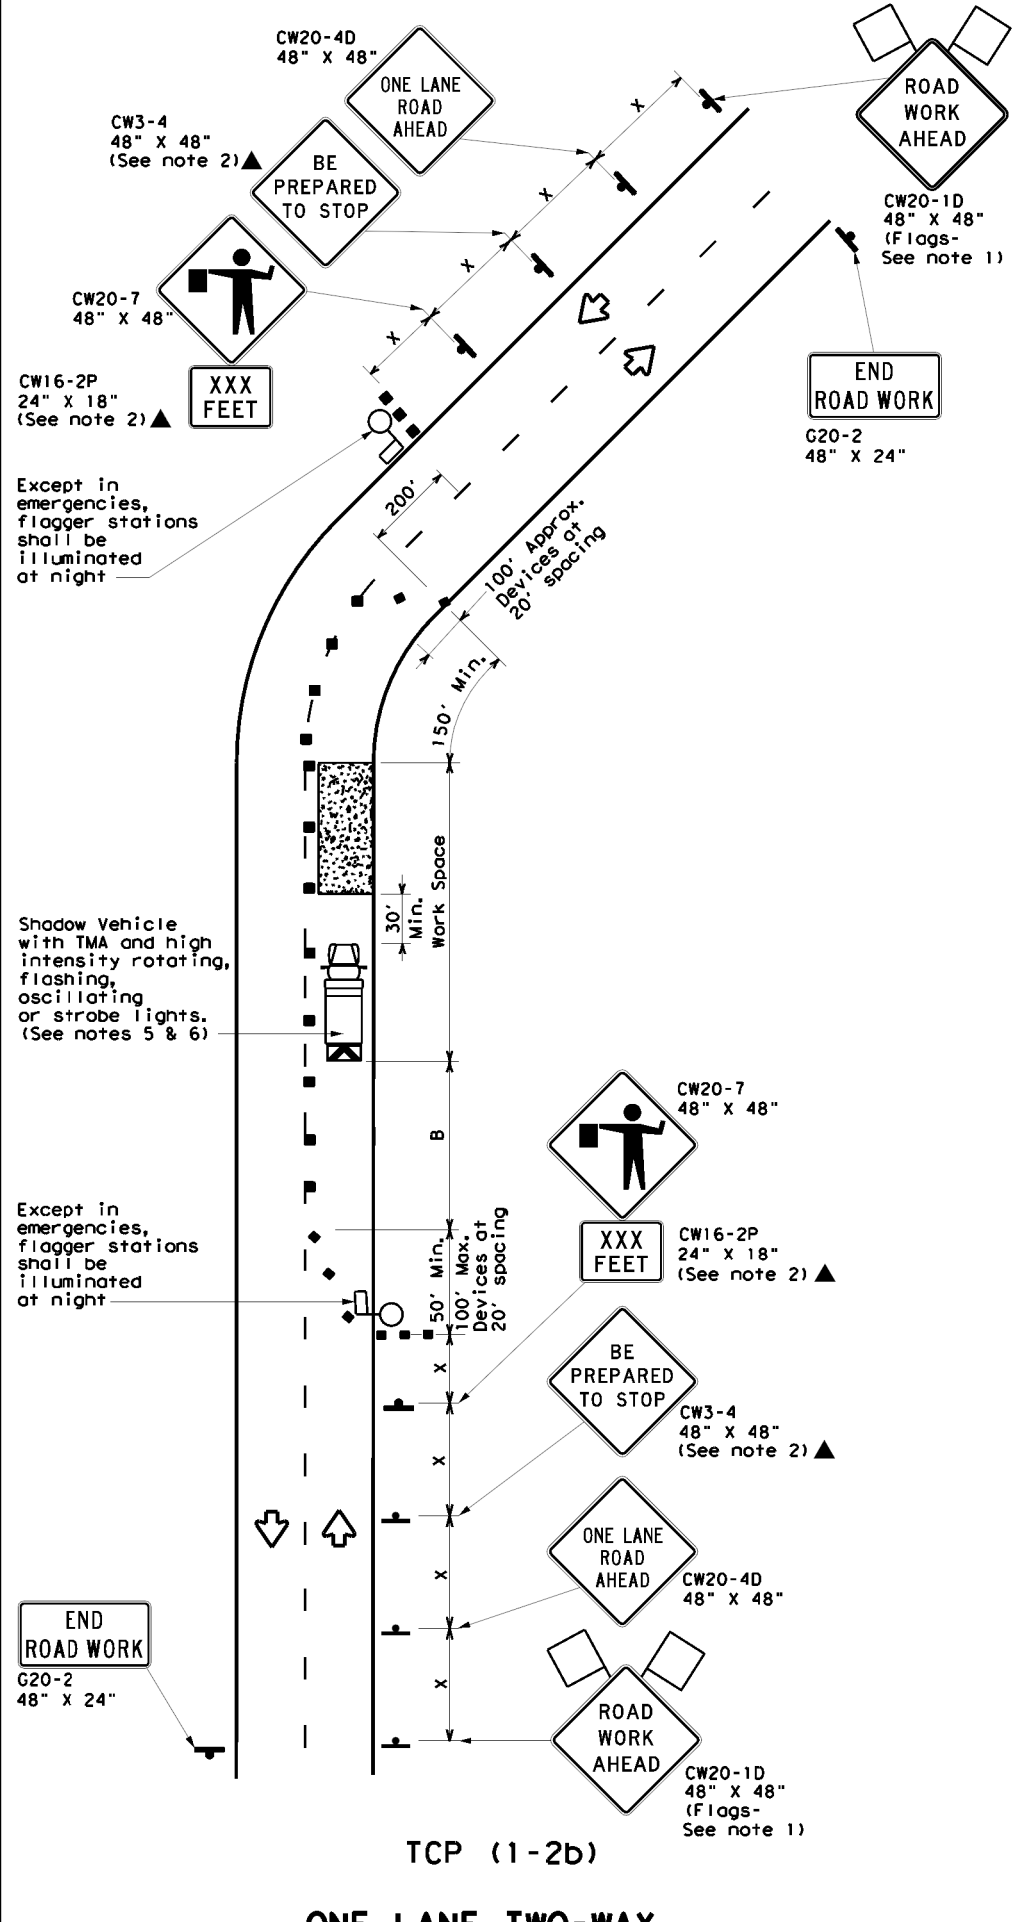 CW20-4D
48" X 48"
ONE LANE
ROAD
AHEAD
ROAD
WORK
AHEAD
CW20-1D
48" X 48"
(Flags-
See note 1)
CW3-4
48" X 48"
(See note 2)
BE
PREPARED
TO STOP
X
X
X
X
CW20-7
48" X 48"
CW16-2P
24" X 18"
(See note 2)
XXX
FEET
END
ROAD WORK
G20-2
48" X 24"
Except in
emergencies,
flagger stations
shall be
illuminated
at night
200'
100' Approx.
Devices at
20' spacing
150' Min.
Work Space
30'
Min.
Shadow Vehicle
with TMA and high
intensity rotating,
flashing,
oscillating
or strobe lights.
(See notes 5 & 6)
B
CW20-7
48" X 48"
Except in
emergencies,
flagger stations
shall be
illuminated
at night
50' Min.
100' Max.
Devices at
20' spacing
XXX
FEET
CW16-2P
24" X 18"
(See note 2)
X
X
X
X
BE
PREPARED
TO STOP
CW3-4
48" X 48"
(See note 2)
ONE LANE
ROAD
AHEAD
CW20-4D
48" X 48"
END
ROAD WORK
G20-2
48" X 24"
ROAD
WORK
AHEAD
CW20-1D
48" X 48"
(Flags-
See note 1)
TCP (1-2b)
ONE LANE TWO-WAY